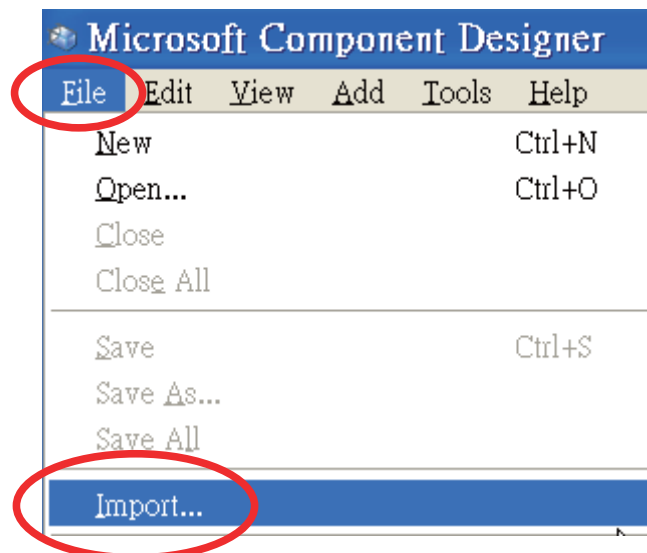 Microsoft Component Designer
File Edit View Add Tools Help
New Ctrl+N
Open... Ctrl+O
Close
Close All
Save Ctrl+S
Save As...
Save All
Import...